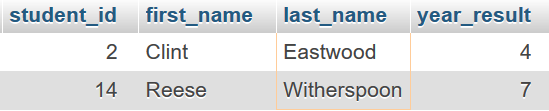 student_id first_name last_name year_result
2 Clint Eastwood 4
14 Reese Witherspoon 7